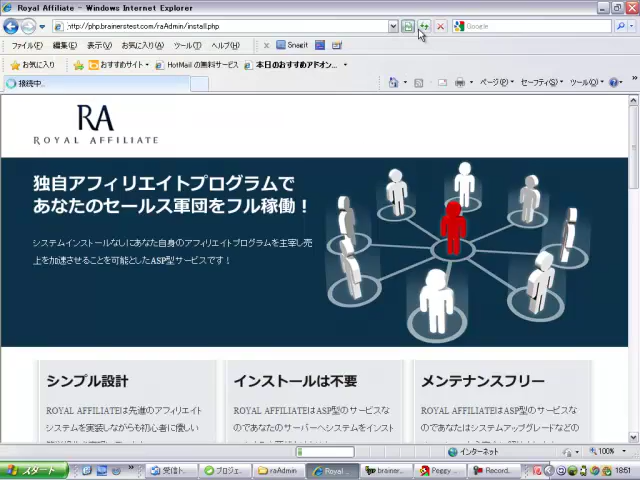 Royal Affiliate - Windows Internet Explorer
://php.brainerstest.com/raAdmin/install.php
Google
ファイル(F) 編集(E) 表示(V) お気に入り(A) ツール(T) ヘルプ(H) × SnagIt
お気に入り おすすめサイト HotMail の無料サービス 本日のおすすめアドオン...
接続中...
ページ(P) セーフティ(S) ツール(O)
RA
ROYAL AFFILIATE
独自アフィリエイトプログラムで
あなたのセールス軍団をフル稼働！
システムインストールなしにあなた自身のアフィリエイトプログラムを主宰し売
上を加速させることを可能としたASP型サービスです！
シンプル設計
ROYAL AFFILIATEは先進のアフィリエイト
システムを実装しながらも初心者に優しい
インストールは不要
ROYAL AFFILIATEはASP型のサービスな
のであなたのサーバーへシステムをインス
メンテナンスフリー
ROYAL AFFILIATEはASP型のサービスな
のであなたはシステムアップグレードなどの
インターネット 100%
スタート 受信ト... プロジェ... raAdmin Royal ... brainer... Peggy ... Record... 18:51